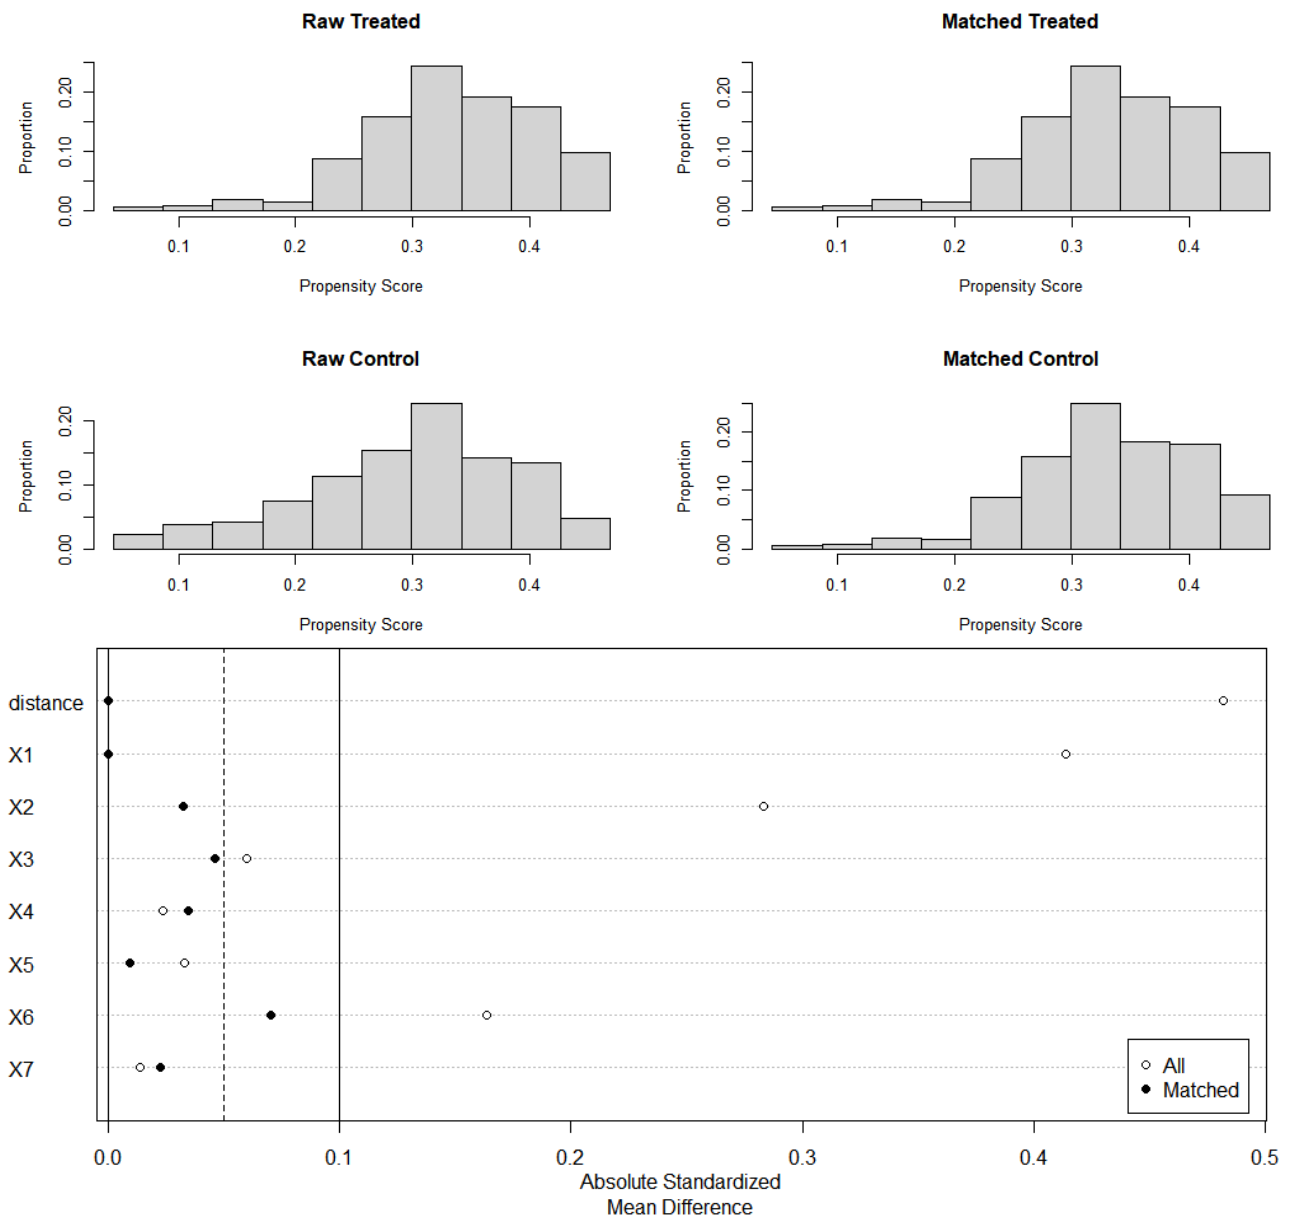 Raw Treated
Proportion
0.00 0.10 0.20
0.1 0.2 0.3 0.4
Propensity Score
Matched Treated
Proportion
0.00 0.10 0.20
0.1 0.2 0.3 0.4
Propensity Score
Raw Control
Proportion
0.00 0.10 0.20
0.1 0.2 0.3 0.4
Propensity Score
Matched Control
Proportion
0.00 0.10 0.20
0.1 0.2 0.3 0.4
Propensity Score
distance
X1
X2
X3
X4
X5
X6
X7
All
Matched
0.0 0.1 0.2 0.3 0.4 0.5
Absolute Standardized
Mean Difference